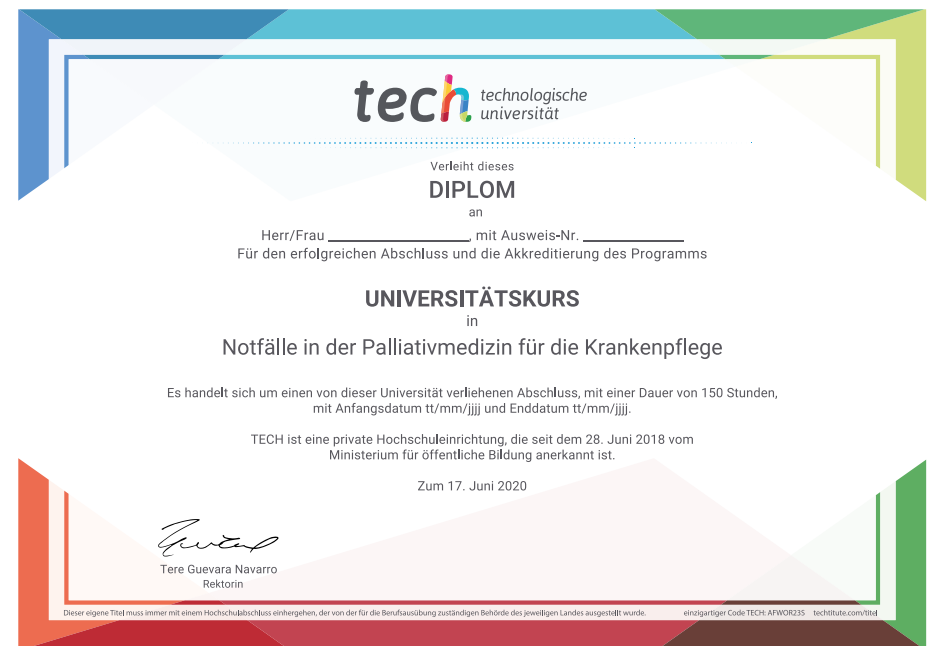 tech technologische
universität
Verleiht dieses
DIPLOM
an
Herr/Frau ____________________, mit Ausweis-Nr. ______________
Für den erfolgreichen Abschluss und die Akkreditierung des Programms
UNIVERSITÄTSKURS
in
Notfälle in der Palliativmedizin für die Krankenpflege
Es handelt sich um einen von dieser Universität verliehenen Abschluss, mit einer Dauer von 150 Stunden,
mit Anfangsdatum tt/mm/jjjj und Enddatum tt/mm/jjjj.
TECH ist eine private Hochschuleinrichtung, die seit dem 28. Juni 2018 vom
Ministerium für öffentliche Bildung anerkannt ist.
Zum 17. Juni 2020
Tere Guevara Navarro
Rektorin
Dieser eigene Titel muss immer mit einem Hochschulabschluss einhergehen, der von der für die Berufsausübung zuständigen Behörde des jeweiligen Landes ausgestellt wurde. einzigartiger Code TECH: AFWOR23S techtitute.com/titel